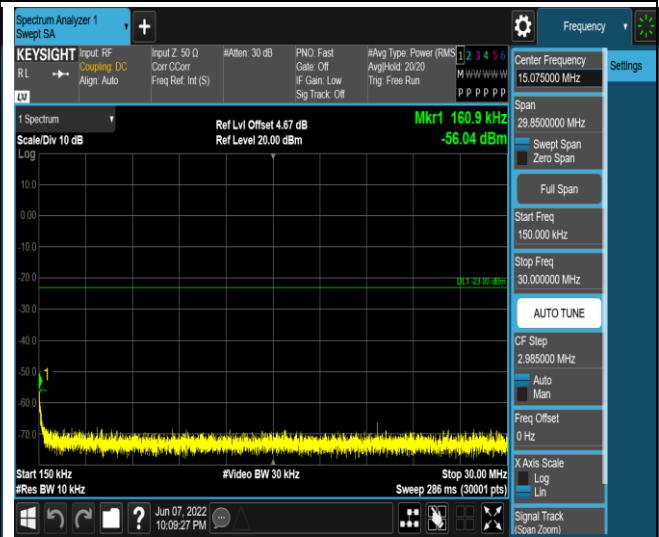 Spectrum Analyzer 1
Swept SA
+
Frequency
KEYSIGHT
RL
LXI
Input: RF
Coupling: DC
Align: Auto
Input Z: 50 Ω
Corr CCorr
Freq Ref: Int (S)
#Atten: 30 dB
PNO: Fast
Gate: Off
IF Gain: Low
Sig Track: Off
#Avg Type: Power (RMS
Avg|Hold: 20/20
Trig: Free Run
1 2 3 4 5 6
M W W W W W
P P P P P P
1 Spectrum
Scale/Div 10 dB
Ref Lvl Offset 4.67 dB
Ref Level 20.00 dBm
Mkr1 160.9 kHz
-56.04 dBm
Log
10.0
0.00
-10.0
-20.0
DL1 -23.00 dBm
-30.0
-40.0
-50.0
1
-60.0
-70.0
Start 150 kHz
#Video BW 30 kHz
Stop 30.00 MHz
#Res BW 10 kHz
Sweep 286 ms (30001 pts)
Center Frequency
15.075000 MHz
Settings
Span
29.8500000 MHz
Swept Span
Zero Span
Full Span
Start Freq
150.000 kHz
Stop Freq
30.000000 MHz
AUTO TUNE
CF Step
2.985000 MHz
Auto
Man
Freq Offset
0 Hz
X Axis Scale
Log
Lin
Signal Track
(Span Zoom)
?
Jun 07, 2022
10:09:27 PM